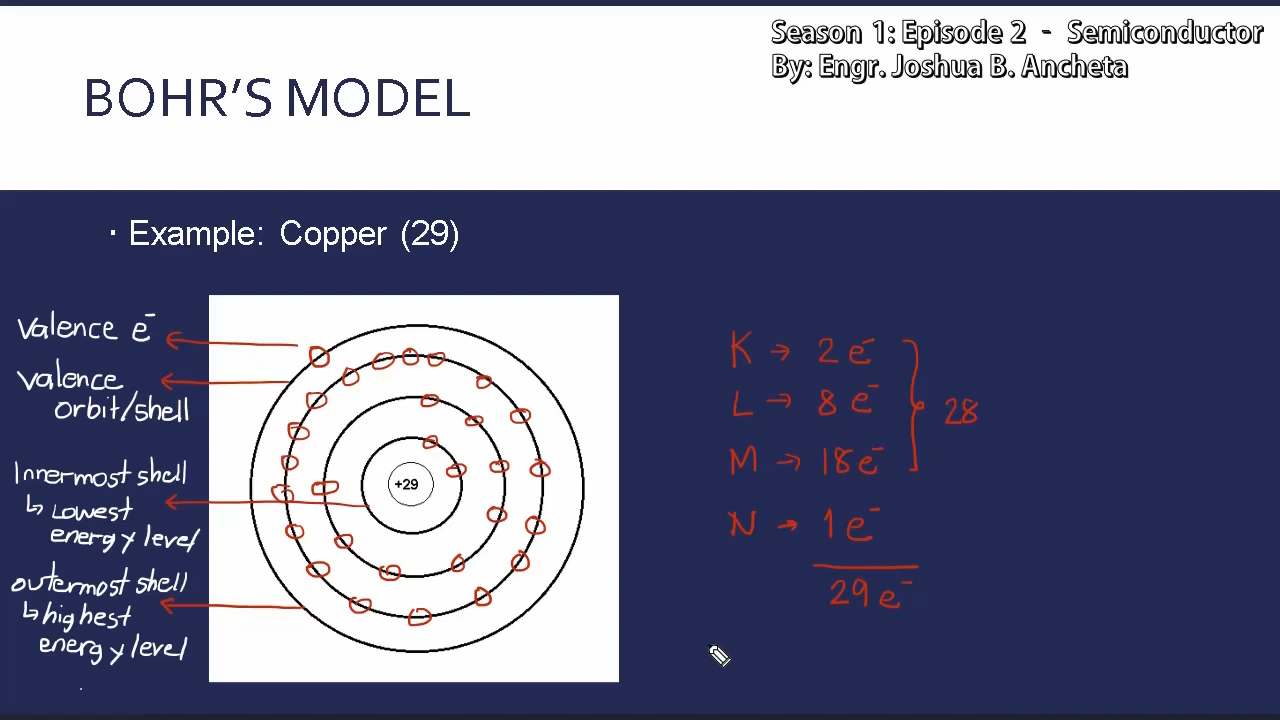 Season 1: Episode 2 - Semiconductor
By: Engr. Joshua B. Ancheta
BOHR'S MODEL
· Example: Copper (29)
Valence e⁻
Valence
orbit/shell
Innermost shell
↳ Lowest
energy level
outermost shell
↳ highest
energy level
+29
K → 2e⁻
L → 8e⁻
M → 18e⁻
28
N → 1e⁻
29e⁻